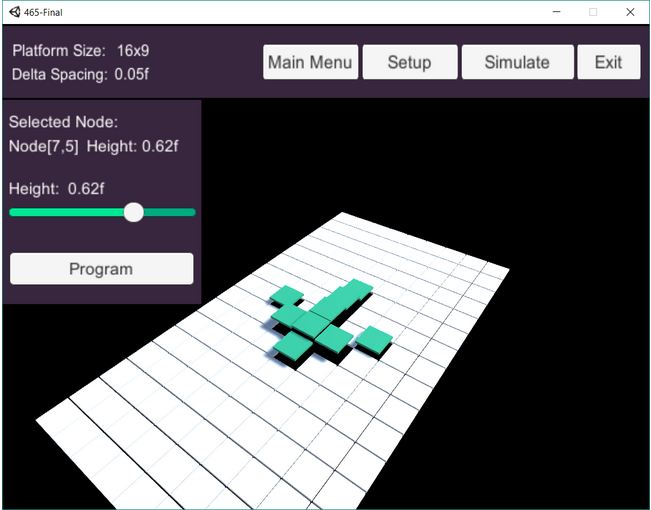 465-Final
Platform Size: 16x9
Delta Spacing: 0.05f
Main Menu
Setup
Simulate
Exit
Selected Node:
Node[7,5] Height: 0.62f
Height: 0.62f
Program